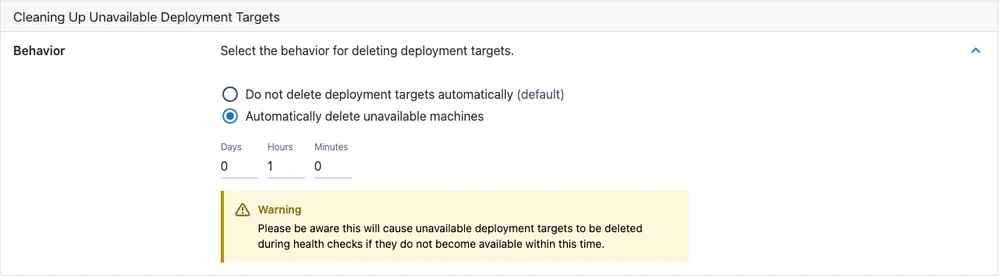 Cleaning Up Unavailable Deployment Targets
Behavior
Select the behavior for deleting deployment targets.
Do not delete deployment targets automatically (default)
Automatically delete unavailable machines
Days Hours Minutes
0 1 0
Warning
Please be aware this will cause unavailable deployment targets to be deleted
during health checks if they do not become available within this time.